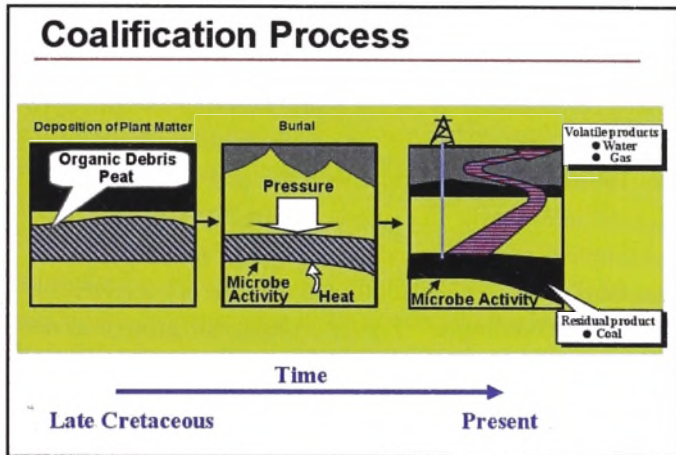 Coalification Process
Deposition of Plant Matter
Organic Debris
Peat
Burial
Pressure
Microbe
Activity
Heat
Volatile products
● Water
● Gas
Microbe Activity
Residual product
● Coal
Time
Late Cretaceous
Present